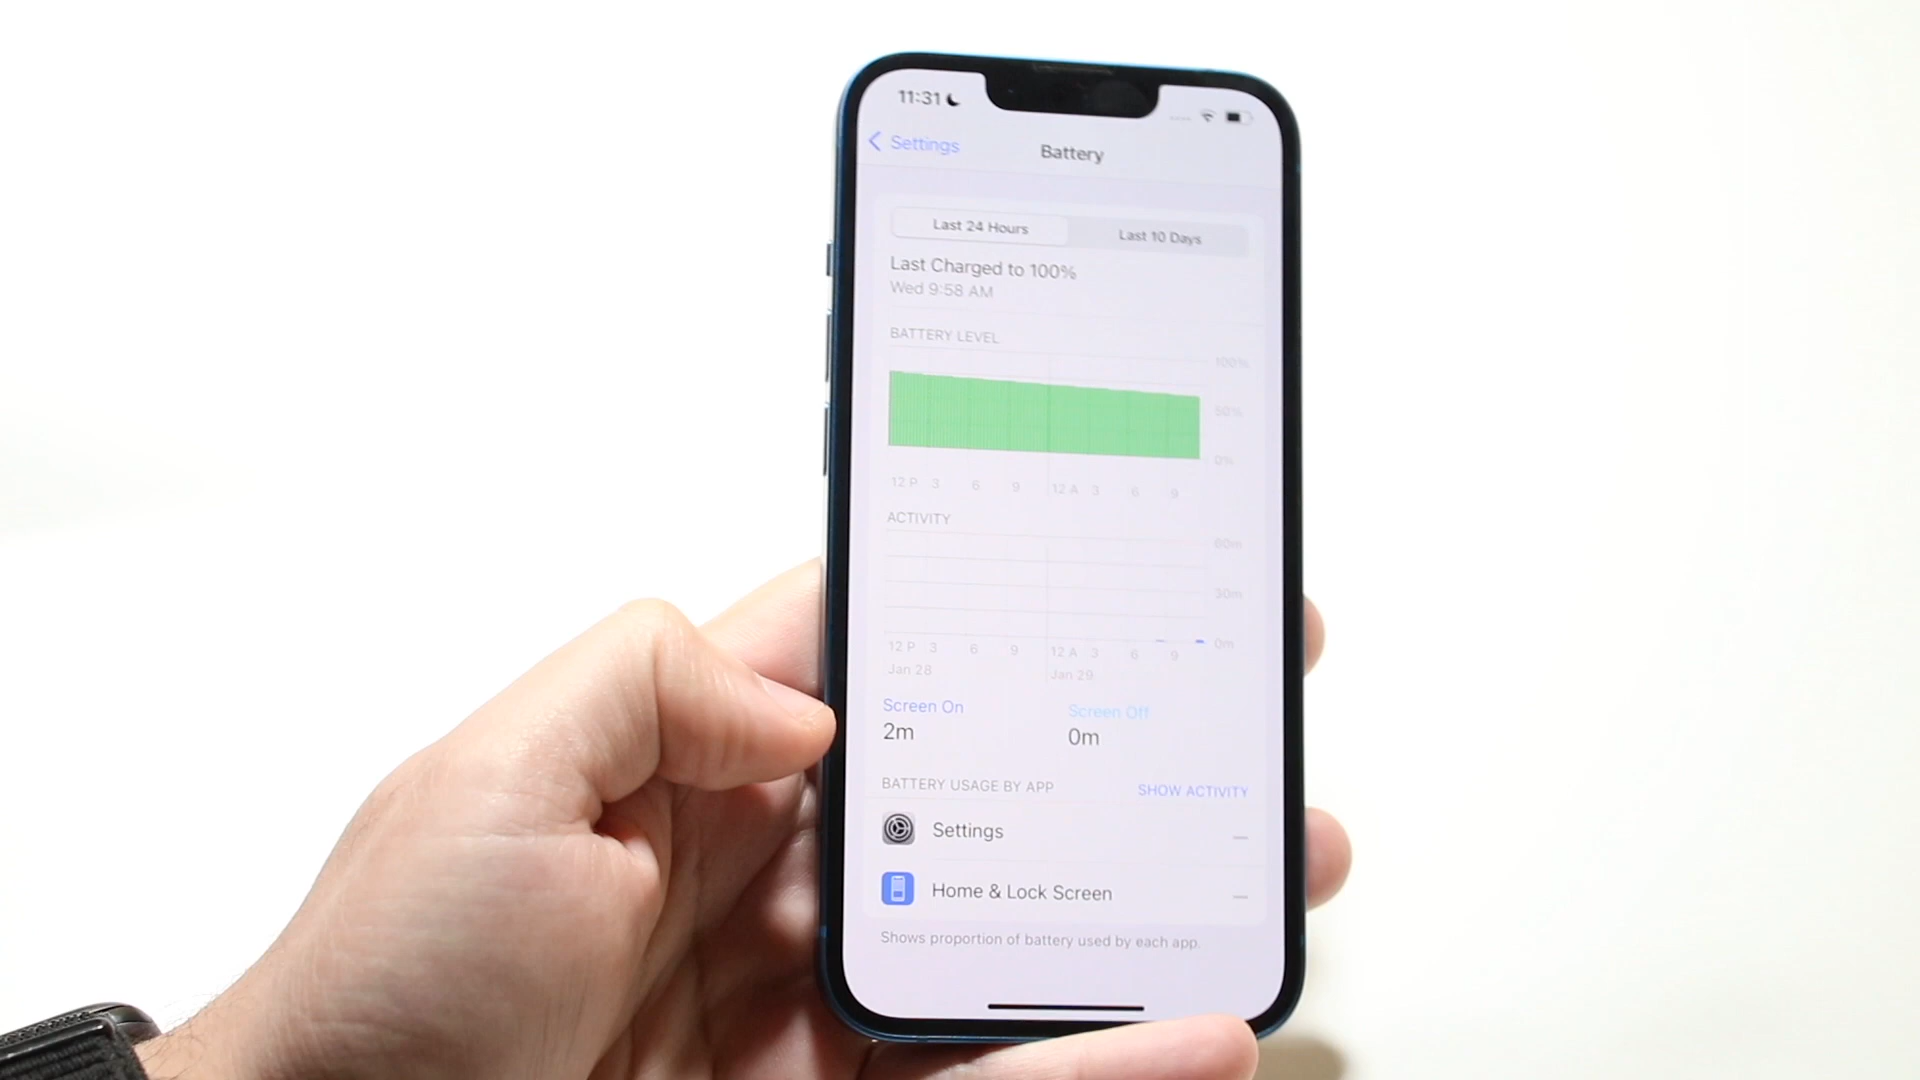 11:31
Settings
Battery
Last 24 Hours
Last 10 Days
Last Charged to 100%
Wed 9:58 AM
BATTERY LEVEL
100%
50%
0%
12 P 3 6 9 12 A 3 6 9
ACTIVITY
60m
30m
0m
12 P 3 6 9 12 A 3 6 9
Jan 28 Jan 29
Screen On
2m
Screen Off
0m
BATTERY USAGE BY APP
SHOW ACTIVITY
Settings
Home & Lock Screen
Shows proportion of battery used by each app.